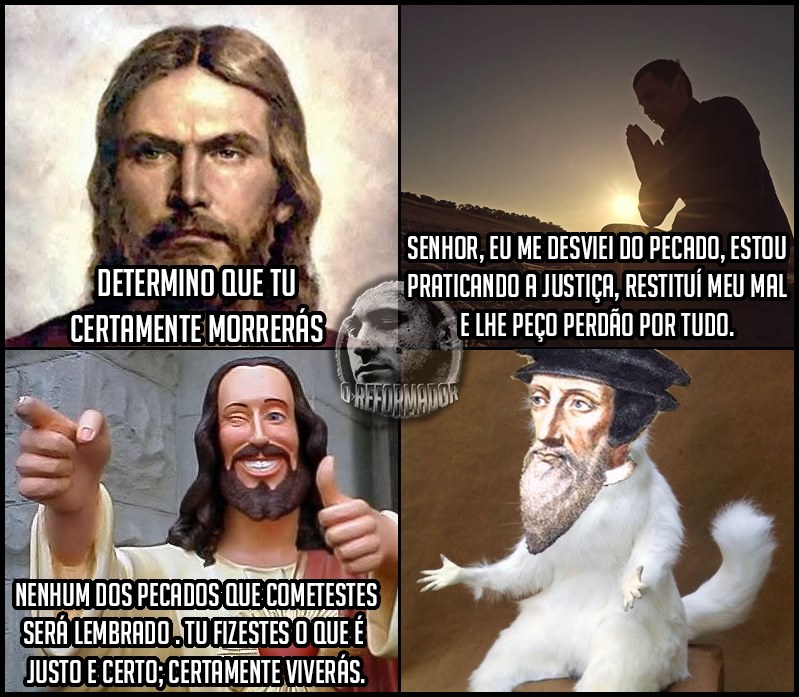 DETERMINO QUE TU
CERTAMENTE MORRERÁS
SENHOR, EU ME DESVIEI DO PECADO, ESTOU
PRATICANDO A JUSTIÇA, RESTITUÍ MEU MAL
E LHE PEÇO PERDÃO POR TUDO.
O REFORMADOR
NENHUM DOS PECADOS QUE COMETESTES
SERÁ LEMBRADO . TU FIZESTES O QUE É
JUSTO E CERTO; CERTAMENTE VIVERÁS.